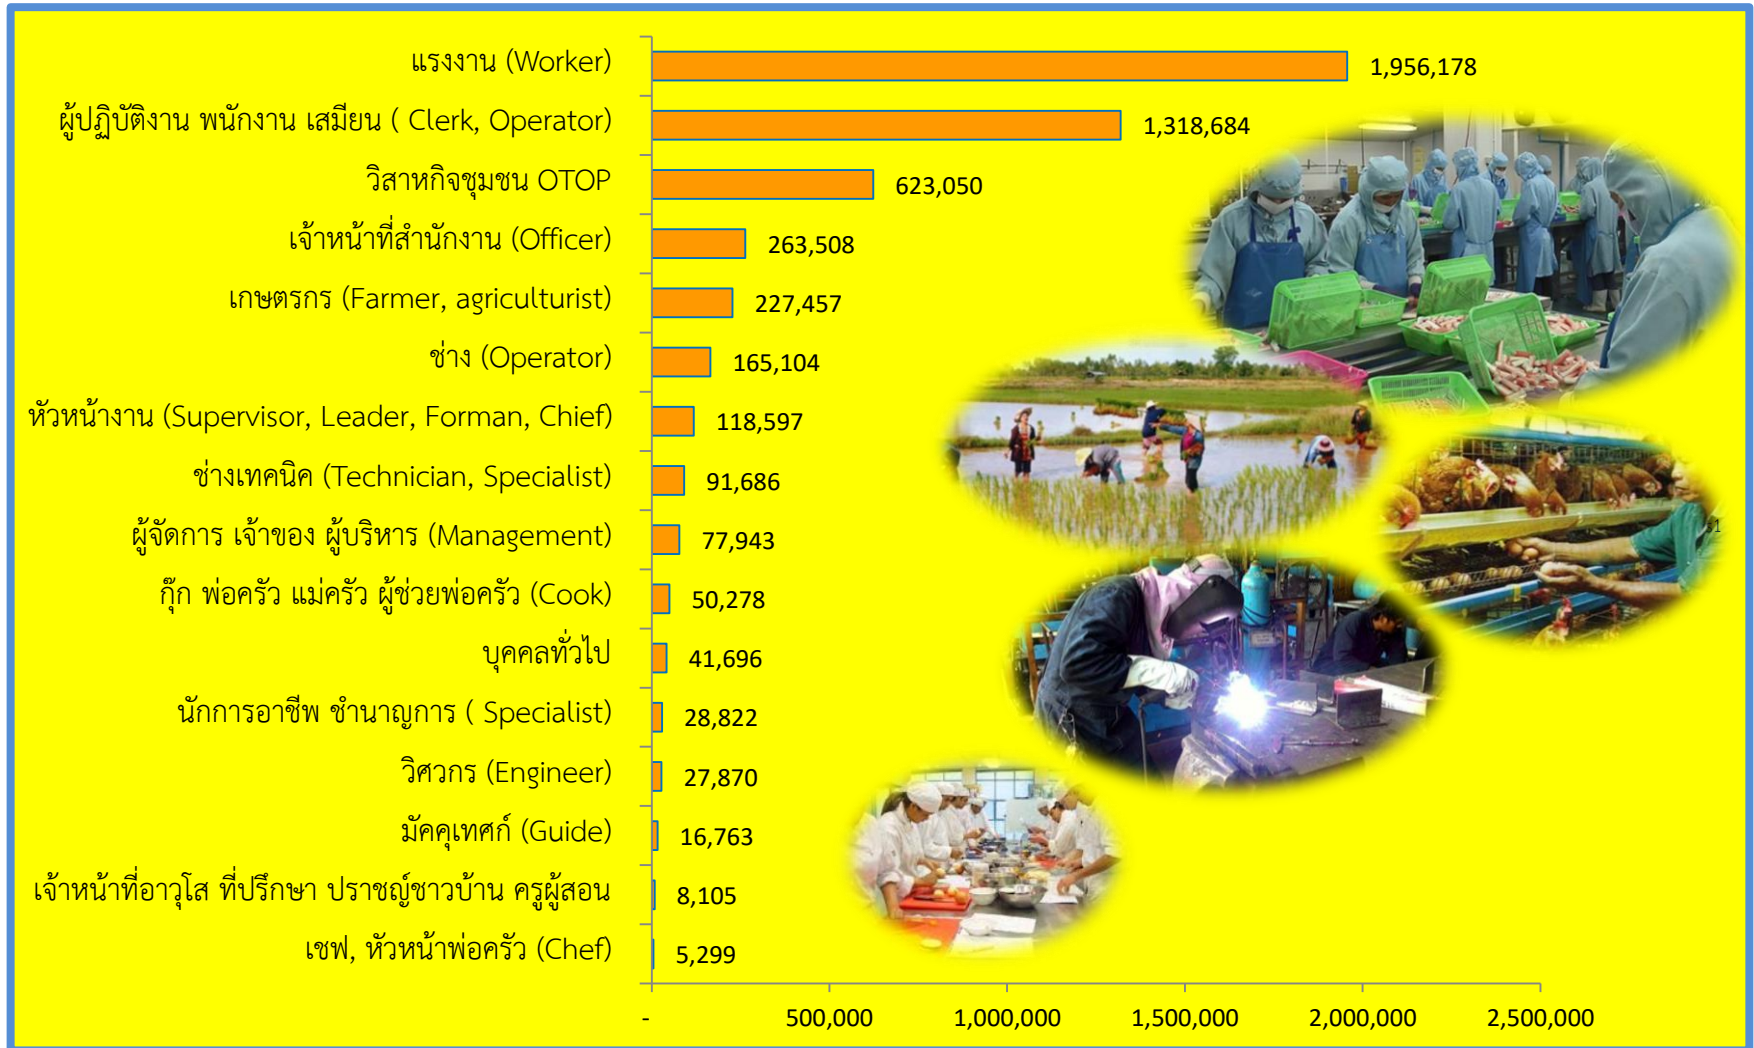 แรงงาน (Worker) 1,956,178
ผู้ปฏิบัติงาน พนักงาน เสมียน ( Clerk, Operator) 1,318,684
วิสาหกิจชุมชน OTOP 623,050
เจ้าหน้าที่สำนักงาน (Officer) 263,508
เกษตรกร (Farmer, agriculturist) 227,457
ช่าง (Operator) 165,104
หัวหน้างาน (Supervisor, Leader, Forman, Chief) 118,597
ช่างเทคนิค (Technician, Specialist) 91,686
ผู้จัดการ เจ้าของ ผู้บริหาร (Management) 77,943
กุ๊ก พ่อครัว แม่ครัว ผู้ช่วยพ่อครัว (Cook) 50,278
บุคคลทั่วไป 41,696
นักการอาชีพ ชำนาญการ ( Specialist) 28,822
วิศวกร (Engineer) 27,870
มัคคุเทศก์ (Guide) 16,763
เจ้าหน้าที่อาวุโส ที่ปรึกษา ปราชญ์ชาวบ้าน ครูผู้สอน 8,105
เชฟ, หัวหน้าพ่อครัว (Chef) 5,299
- 500,000 1,000,000 1,500,000 2,000,000 2,500,000